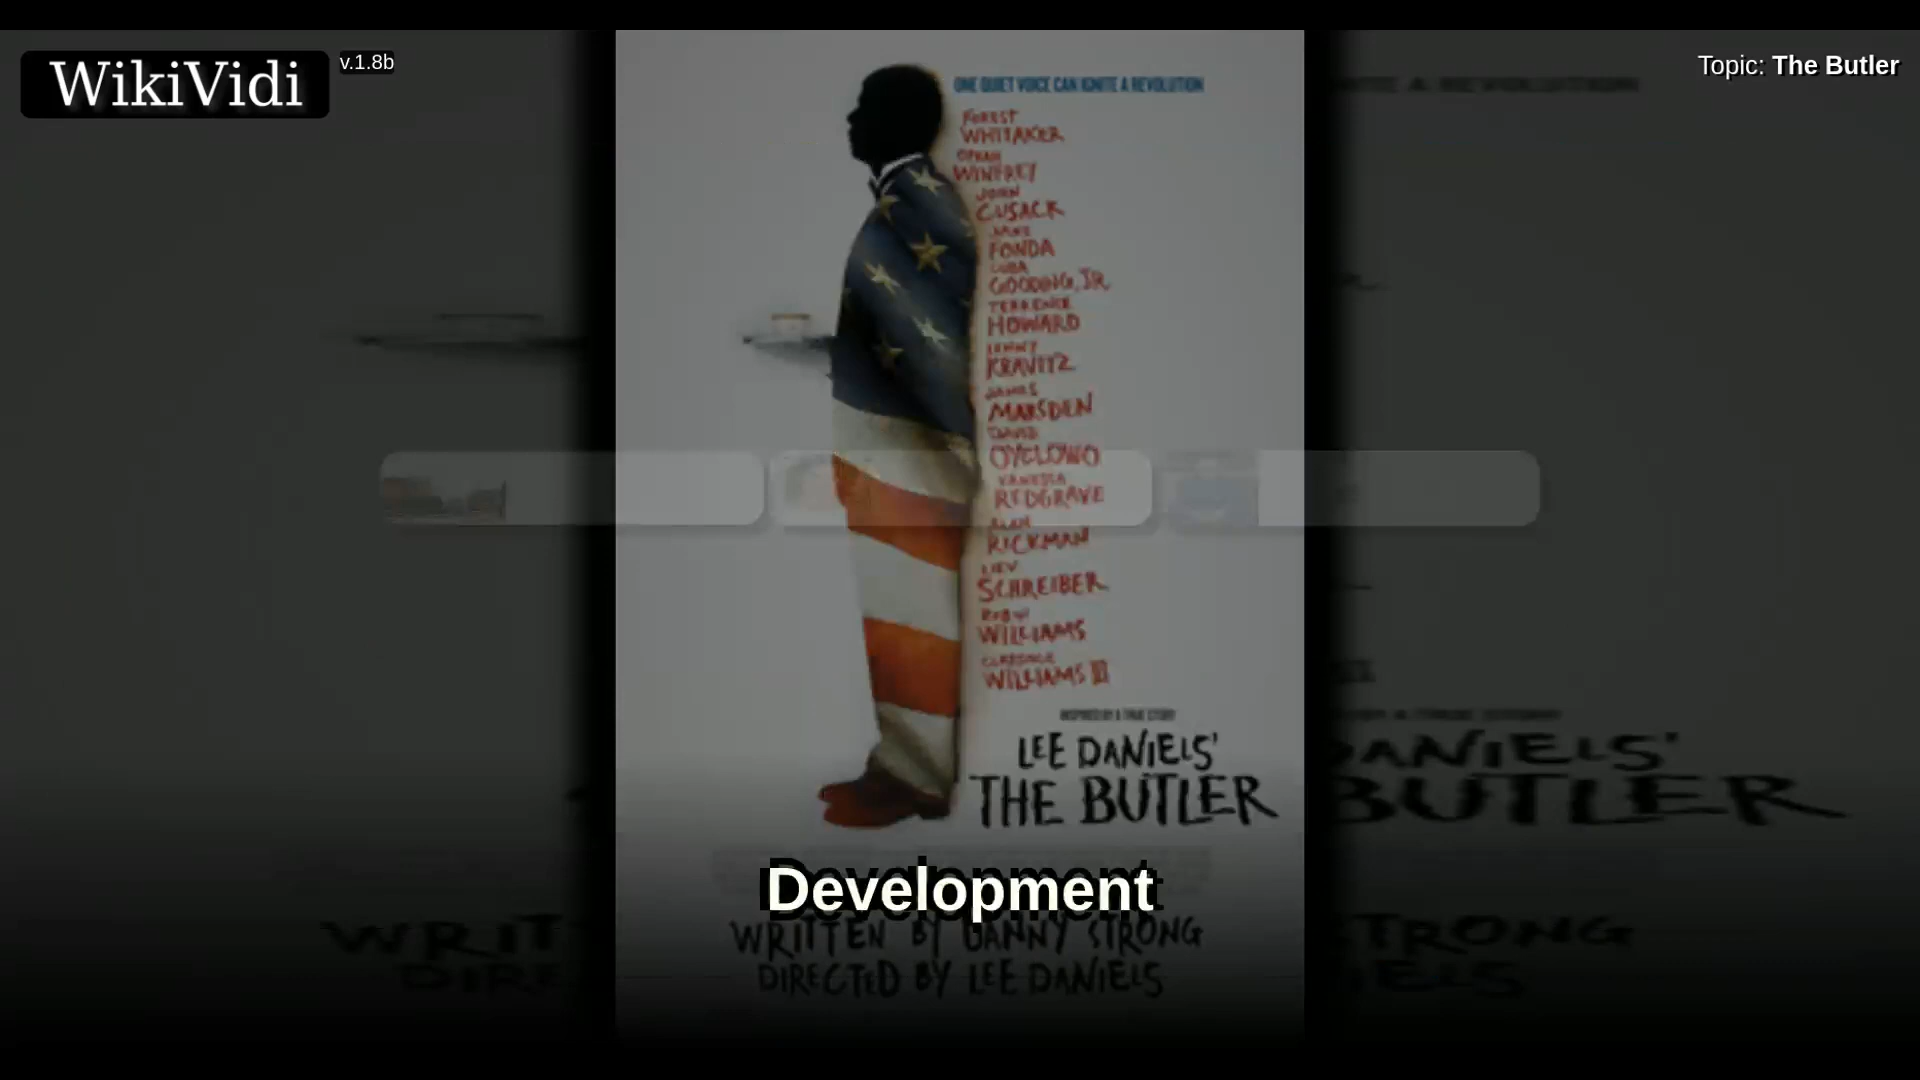 WikiVidi
v.1.8b
Topic: The Butler
ONE QUIET VOICE CAN IGNITE A REVOLUTION
FOREST
WHITAKER
OPRAH
WINFREY
JOHN
CUSACK
JANE
FONDA
CUBA
GOODING, JR.
TERRENCE
HOWARD
LENNY
KRAVITZ
JAMES
MARSDEN
DAVID
OYELOWO
VANESSA
REDGRAVE
ALAN
RICKMAN
LIEV
SCHREIBER
ROBIN
WILLIAMS
CLARENCE
WILLIAMS III
INSPIRED BY A TRUE STORY
LEE DANIELS'
THE BUTLER
Development
WRITTEN BY DANNY STRONG
DIRECTED BY LEE DANIELS